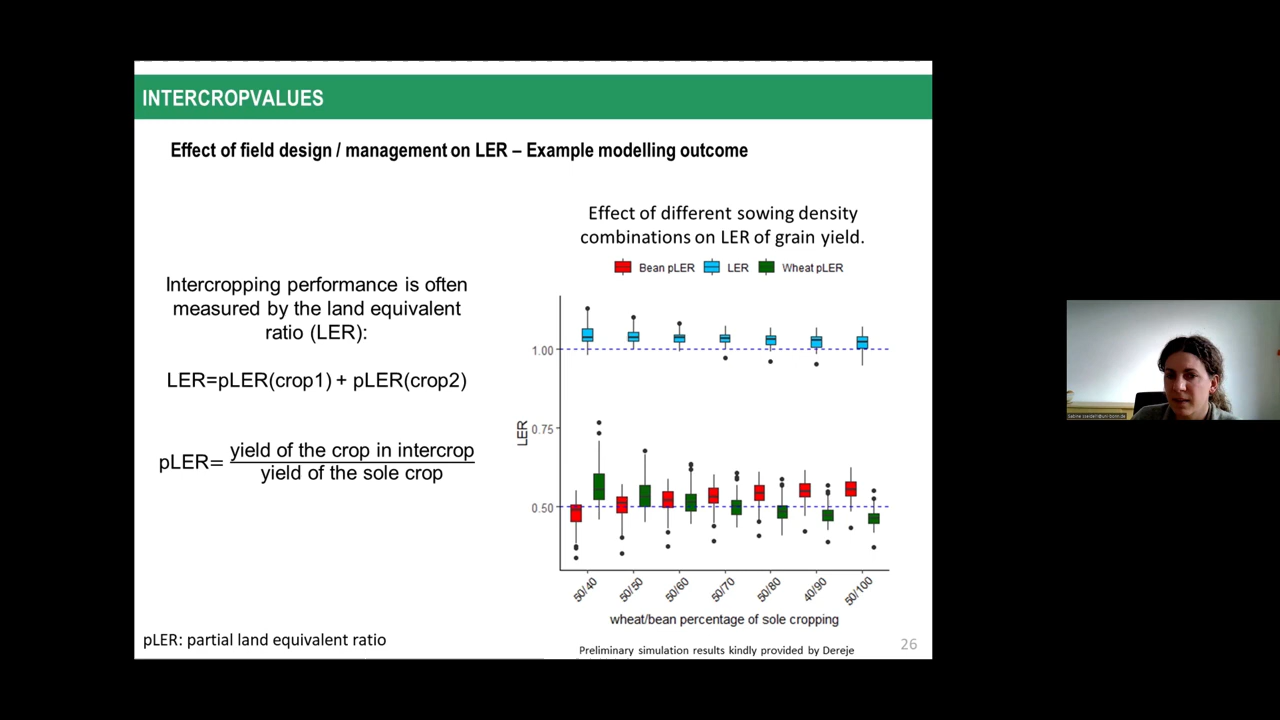 INTERCROPVALUES
Effect of field design / management on LER – Example modelling outcome
Intercropping performance is often
measured by the land equivalent
ratio (LER):
LER=pLER(crop1) + pLER(crop2)
pLER=
yield of the crop in intercrop
yield of the sole crop
pLER: partial land equivalent ratio
Effect of different sowing density
combinations on LER of grain yield.
Bean pLER LER Wheat pLER
LER
1.00
0.75
0.50
50/40 50/50 50/60 50/70 50/80 40/90 50/100
wheat/bean percentage of sole cropping
Preliminary simulation results kindly provided by Dereje
26